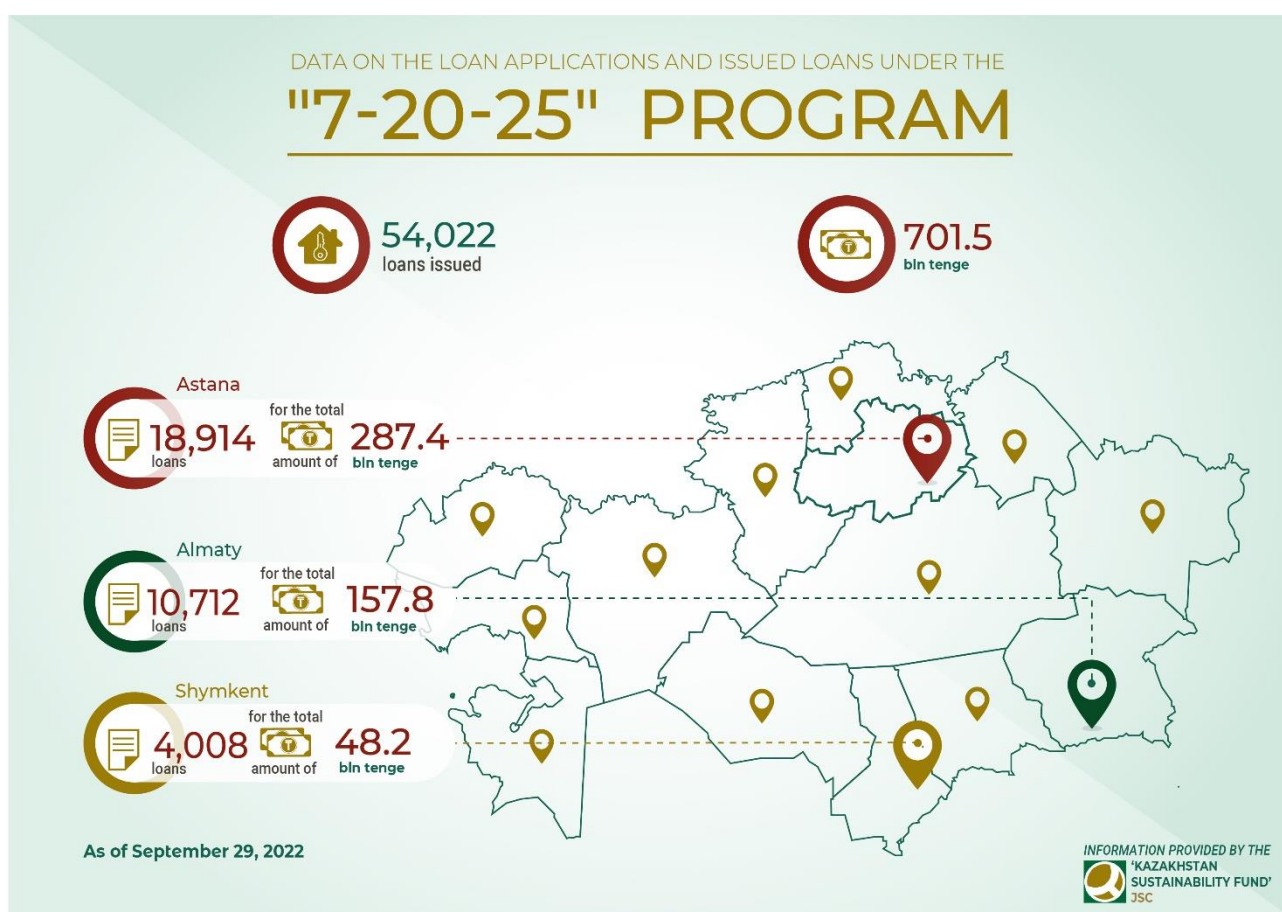 DATA ON THE LOAN APPLICATIONS AND ISSUED LOANS UNDER THE
"7-20-25" PROGRAM
54,022
loans issued
701.5
bln tenge
Astana
18,914
loans
for the total
amount of
287.4
bln tenge
Almaty
10,712
loans
for the total
amount of
157.8
bln tenge
Shymkent
4,008
loans
for the total
amount of
48.2
bln tenge
As of September 29, 2022
INFORMATION PROVIDED BY THE
'KAZAKHSTAN
SUSTAINABILITY FUND'
JSC